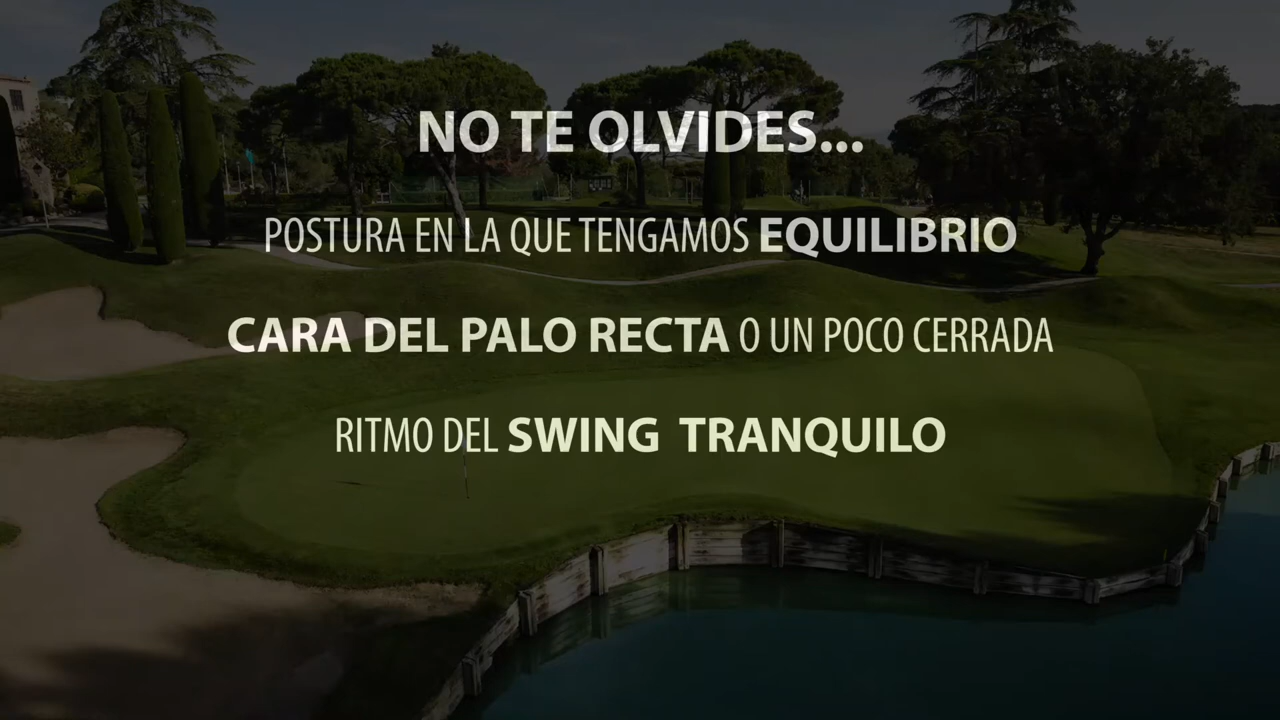 NO TE OLVIDES...
POSTURA EN LA QUE TENGAMOS EQUILIBRIO
CARA DEL PALO RECTA O UN POCO CERRADA
RITMO DEL SWING TRANQUILO